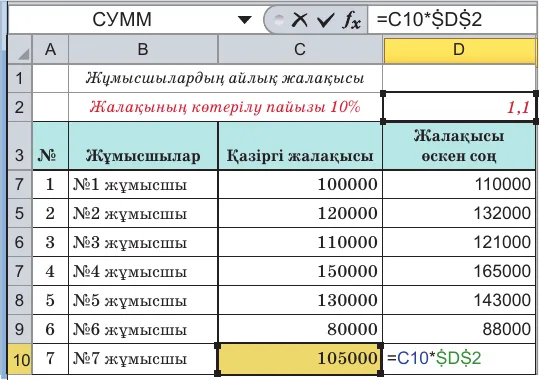 СУММ fx =C10*$D$2
A B C D
1 Жұмысшылардың айлық жалақысы
2 Жалақының көтерілу пайызы 10% 1,1
3 № Жұмысшылар Қазіргі жалақысы Жалақысы өскен соң
7 1 №1 жұмысшы 100000 110000
5 2 №2 жұмысшы 120000 132000
6 3 №3 жұмысшы 110000 121000
7 4 №4 жұмысшы 150000 165000
8 5 №5 жұмысшы 130000 143000
9 6 №6 жұмысшы 80000 88000
10 7 №7 жұмысшы 105000 =C10*$D$2